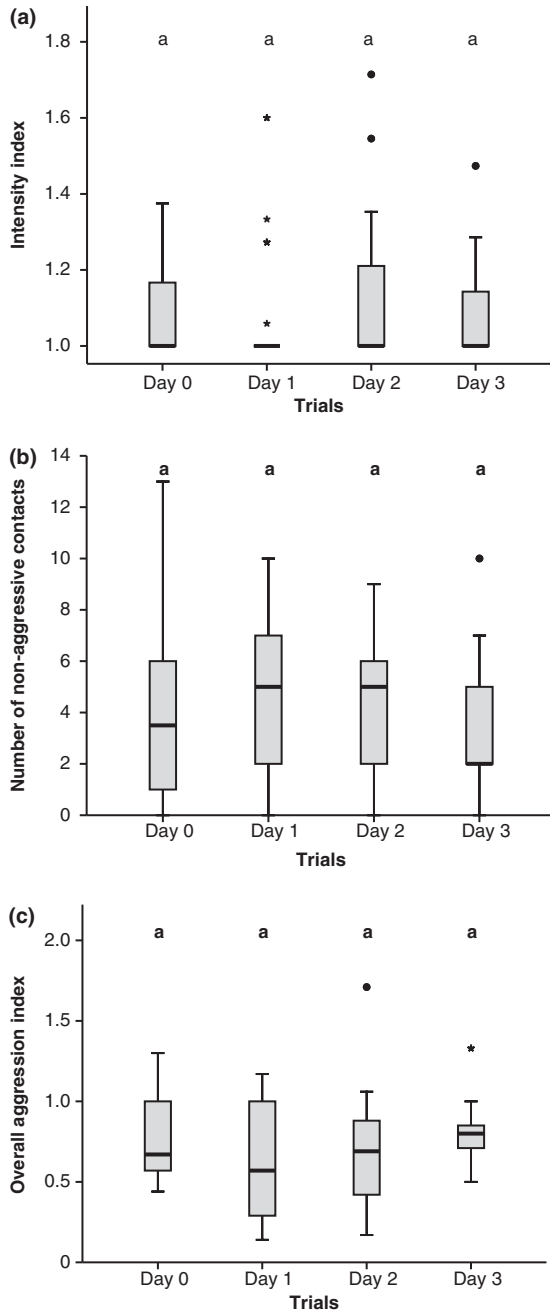 (a)
a a a a
1.8
1.6
1.4
1.2
1.0
Intensity index
Day 0 Day 1 Day 2 Day 3
Trials
(b)
a a a a
14
12
10
8
6
4
2
0
Number of non-aggressive contacts
Day 0 Day 1 Day 2 Day 3
Trials
(c)
a a a a
2.0
1.5
1.0
0.5
0
Overall aggression index
Day 0 Day 1 Day 2 Day 3
Trials